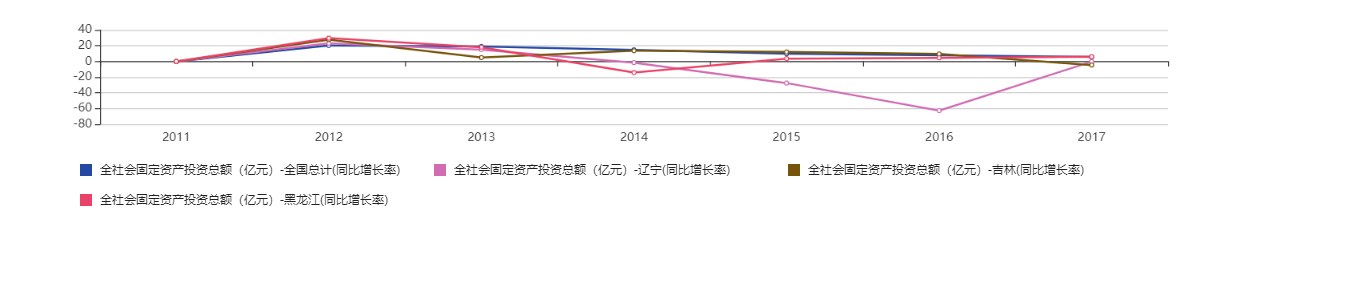 40
20
0
-20
-40
-60
-80
2011 2012 2013 2014 2015 2016 2017
全社会固定资产投资总额（亿元）-全国总计(同比增长率) 全社会固定资产投资总额（亿元）-辽宁(同比增长率) 全社会固定资产投资总额（亿元）-吉林(同比增长率)
全社会固定资产投资总额（亿元）-黑龙江(同比增长率)